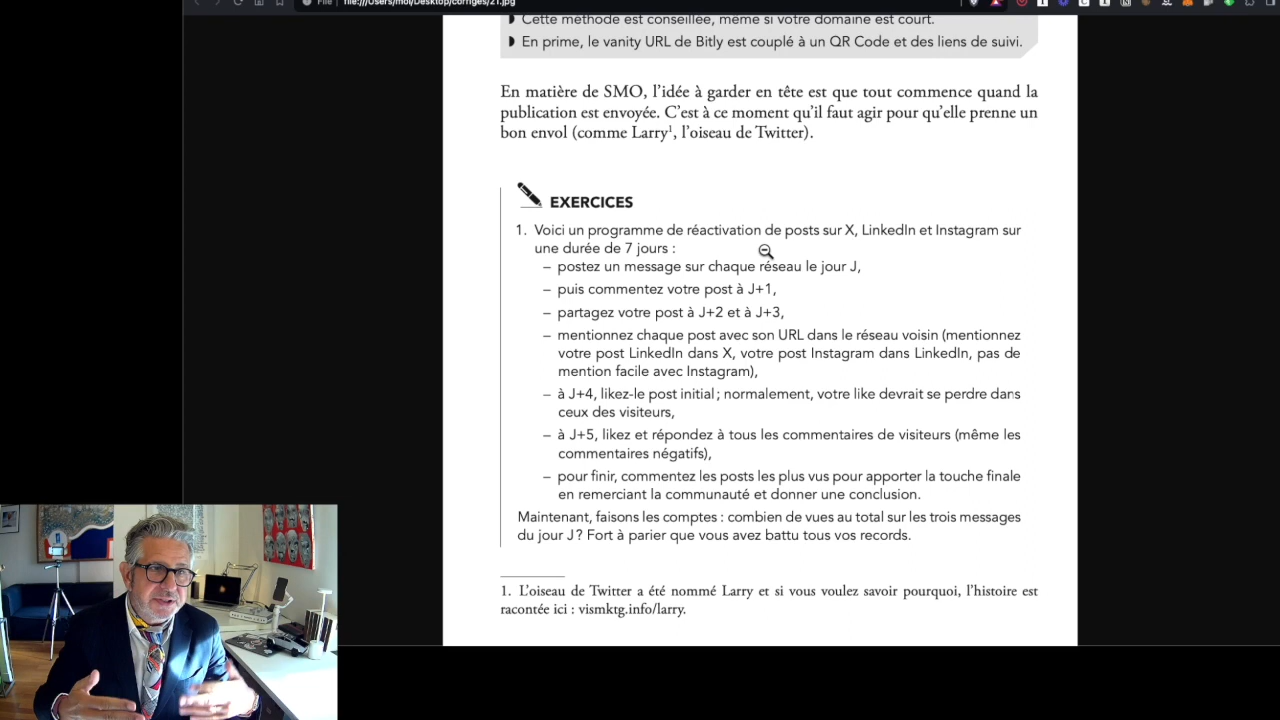 File file:///Users/moi/Desktop/corriges/21.jpg
Cette méthode est conseillée, même si votre domaine est court.
En prime, le vanity URL de Bitly est couplé à un QR Code et des liens de suivi.
En matière de SMO, l'idée à garder en tête est que tout commence quand la
publication est envoyée. C'est à ce moment qu'il faut agir pour qu'elle prenne un
bon envol (comme Larry¹, l'oiseau de Twitter).
EXERCICES
1. Voici un programme de réactivation de posts sur X, LinkedIn et Instagram sur
une durée de 7 jours :
– postez un message sur chaque réseau le jour J,
– puis commentez votre post à J+1,
– partagez votre post à J+2 et à J+3,
– mentionnez chaque post avec son URL dans le réseau voisin (mentionnez
votre post LinkedIn dans X, votre post Instagram dans LinkedIn, pas de
mention facile avec Instagram),
– à J+4, likez-le post initial ; normalement, votre like devrait se perdre dans
ceux des visiteurs,
– à J+5, likez et répondez à tous les commentaires de visiteurs (même les
commentaires négatifs),
– pour finir, commentez les posts les plus vus pour apporter la touche finale
en remerciant la communauté et donner une conclusion.
Maintenant, faisons les comptes : combien de vues au total sur les trois messages
du jour J ? Fort à parier que vous avez battu tous vos records.
1. L'oiseau de Twitter a été nommé Larry et si vous voulez savoir pourquoi, l'histoire est
racontée ici : vismktg.info/larry.